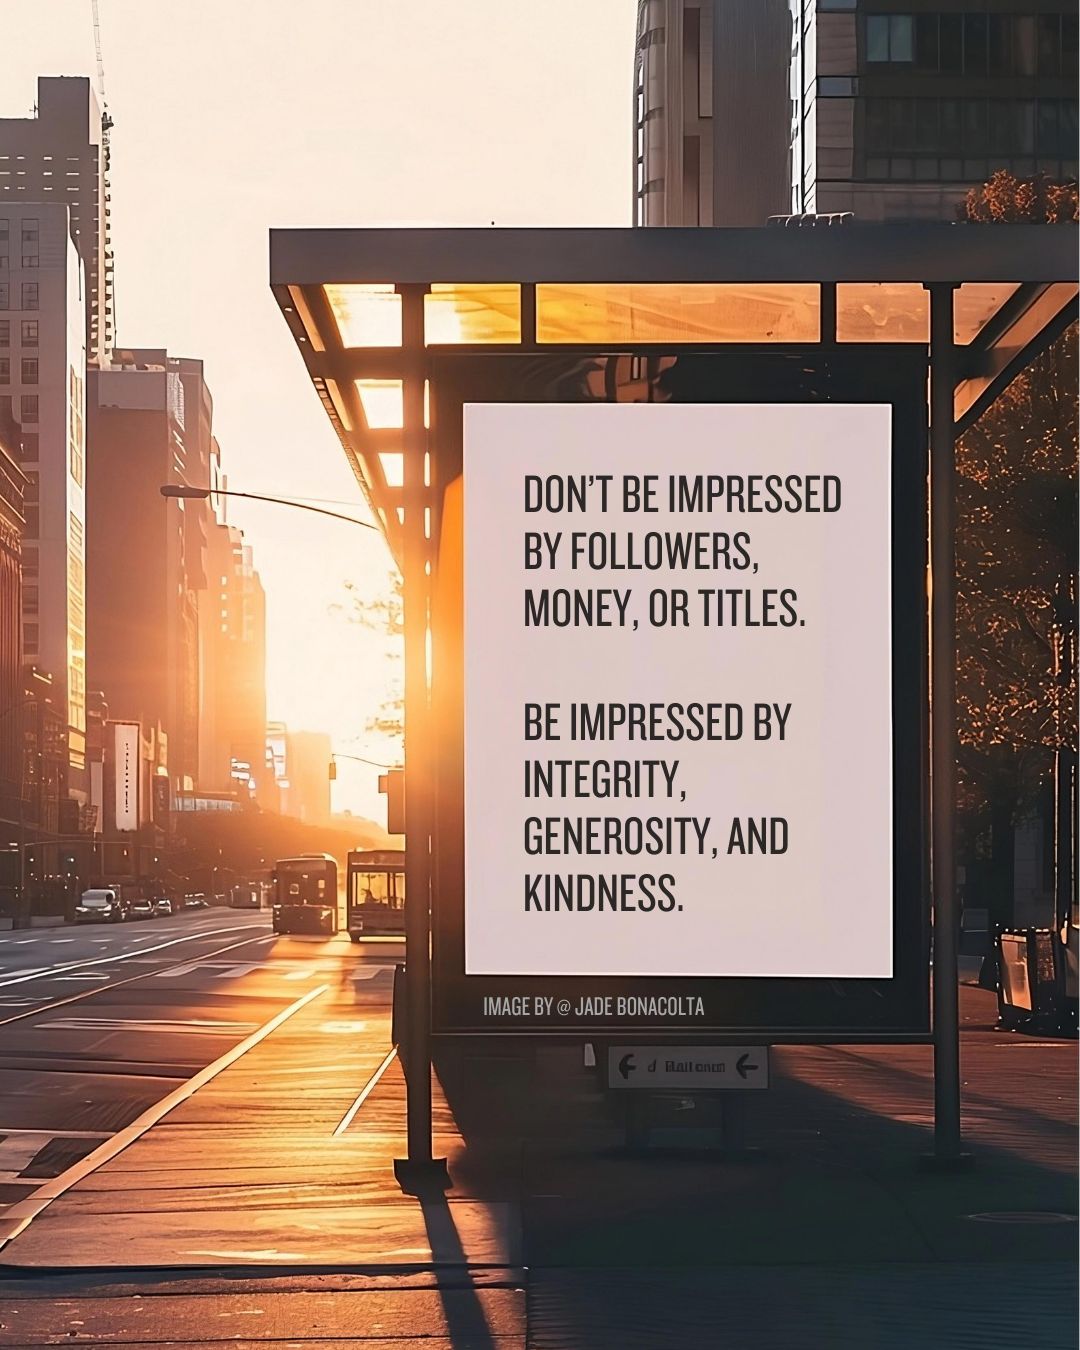 DON'T BE IMPRESSED
BY FOLLOWERS,
MONEY, OR TITLES.
BE IMPRESSED BY
INTEGRITY,
GENEROSITY, AND
KINDNESS.
IMAGE BY @ JADE BONACOLTA